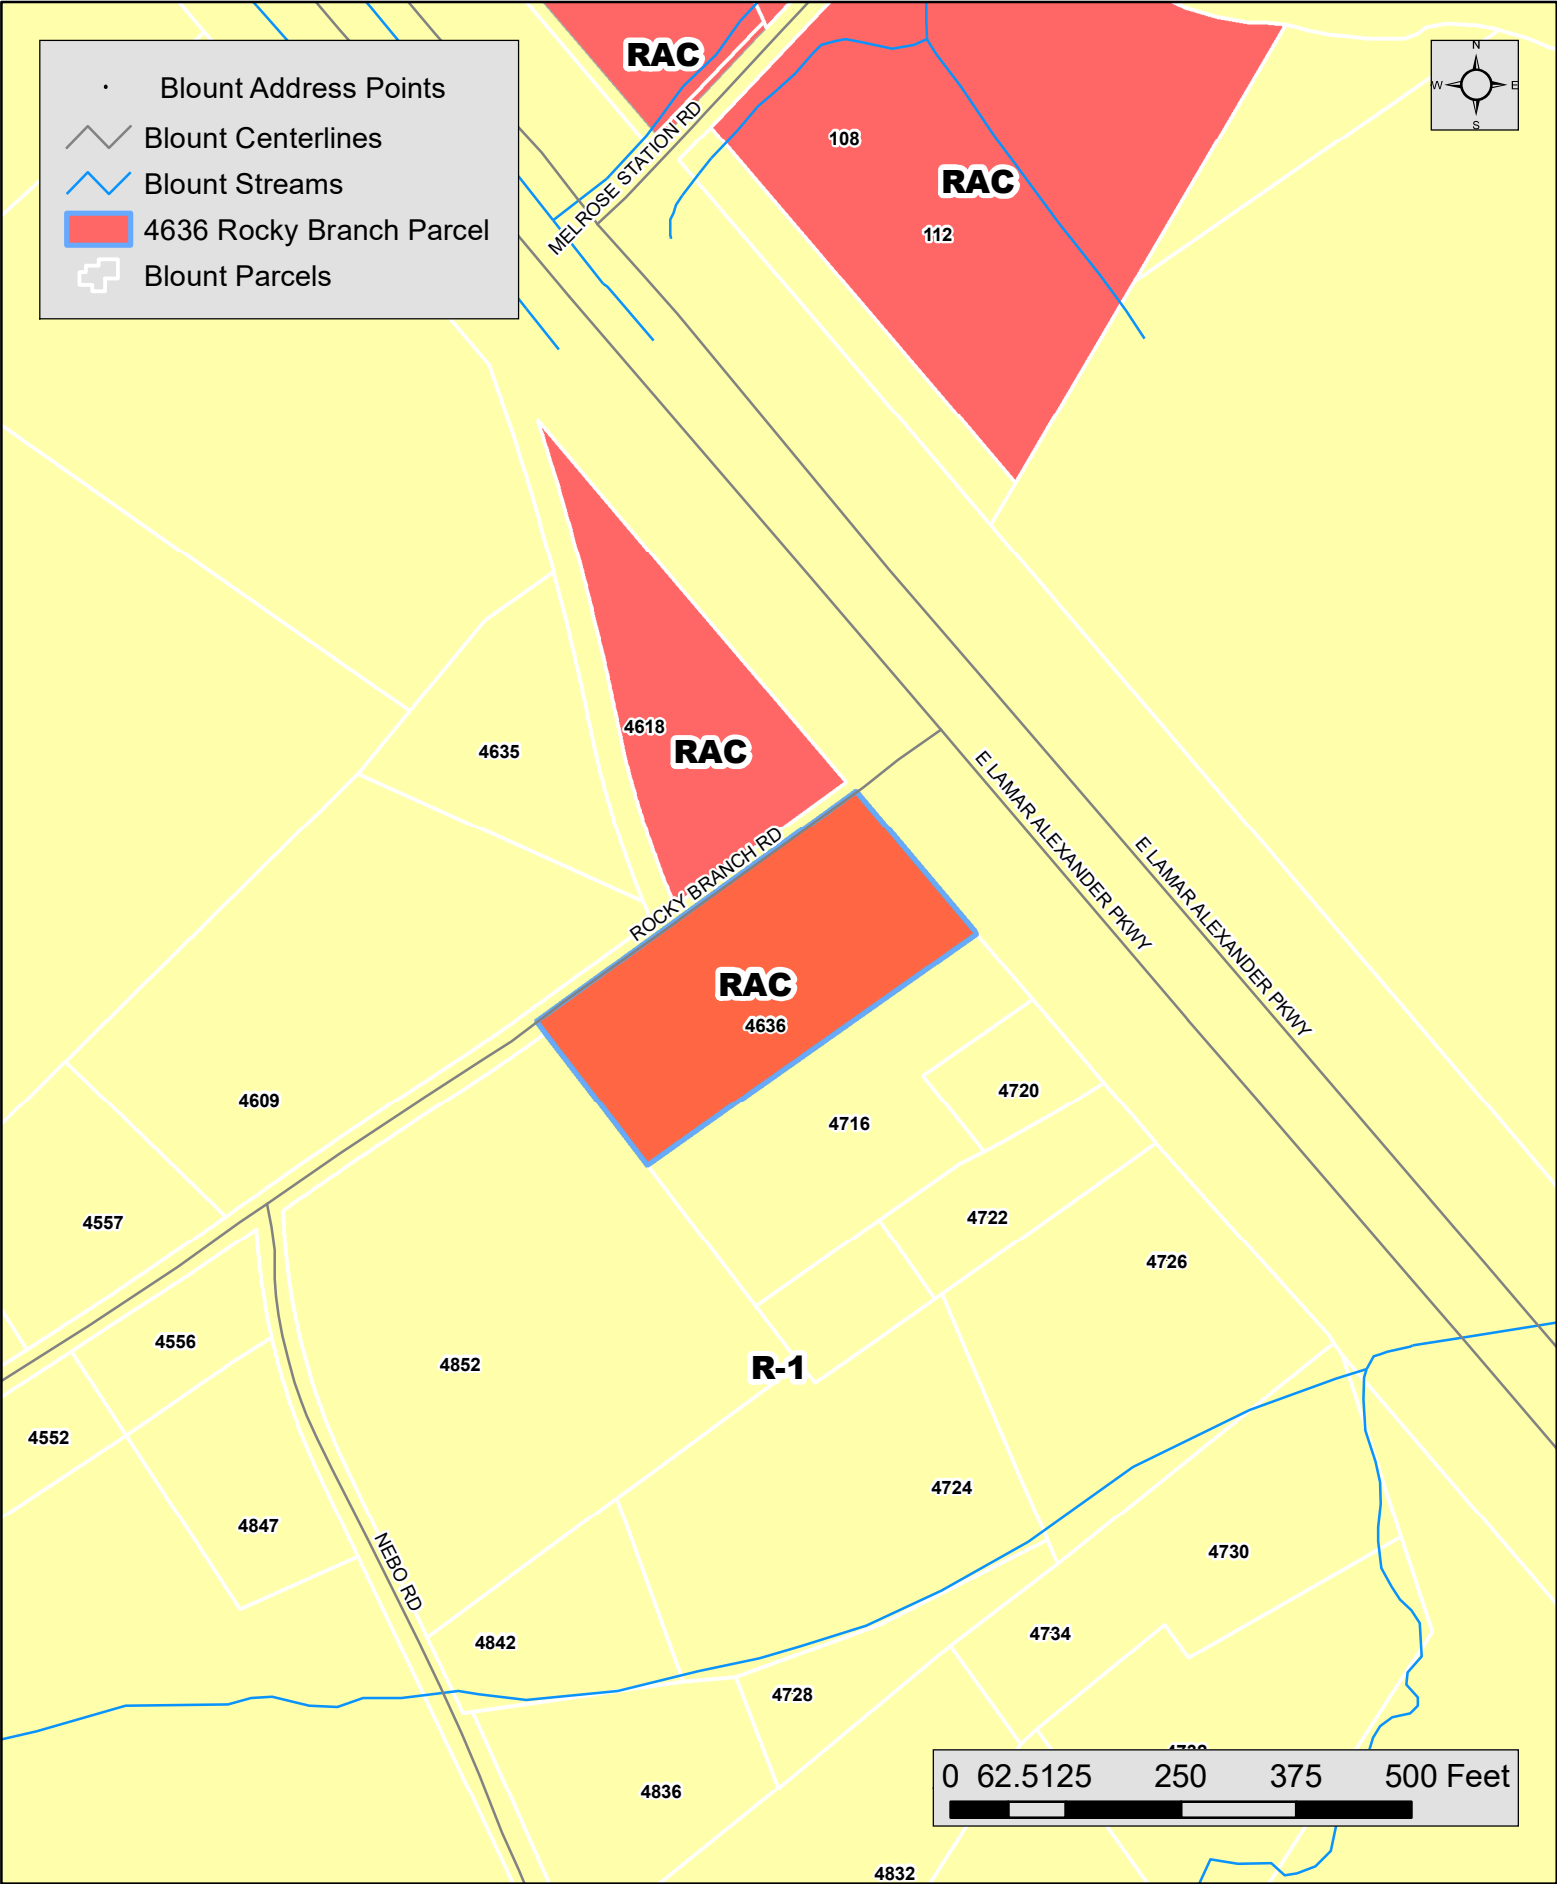 RAC
N
W E
S
Blount Address Points
Blount Centerlines
Blount Streams
4636 Rocky Branch Parcel
Blount Parcels
MELROSE STATION RD
108
RAC
112
4618
RAC
4635
E LAMAR ALEXANDER PKWY
E LAMAR ALEXANDER PKWY
ROCKY BRANCH RD
RAC
4636
4609
4720
4716
4557
4722
4726
4556
4852
R-1
4552
4724
4847
NEBO RD
4730
4842
4734
4728
4836
0 62.5125 250 375 500 Feet
4832